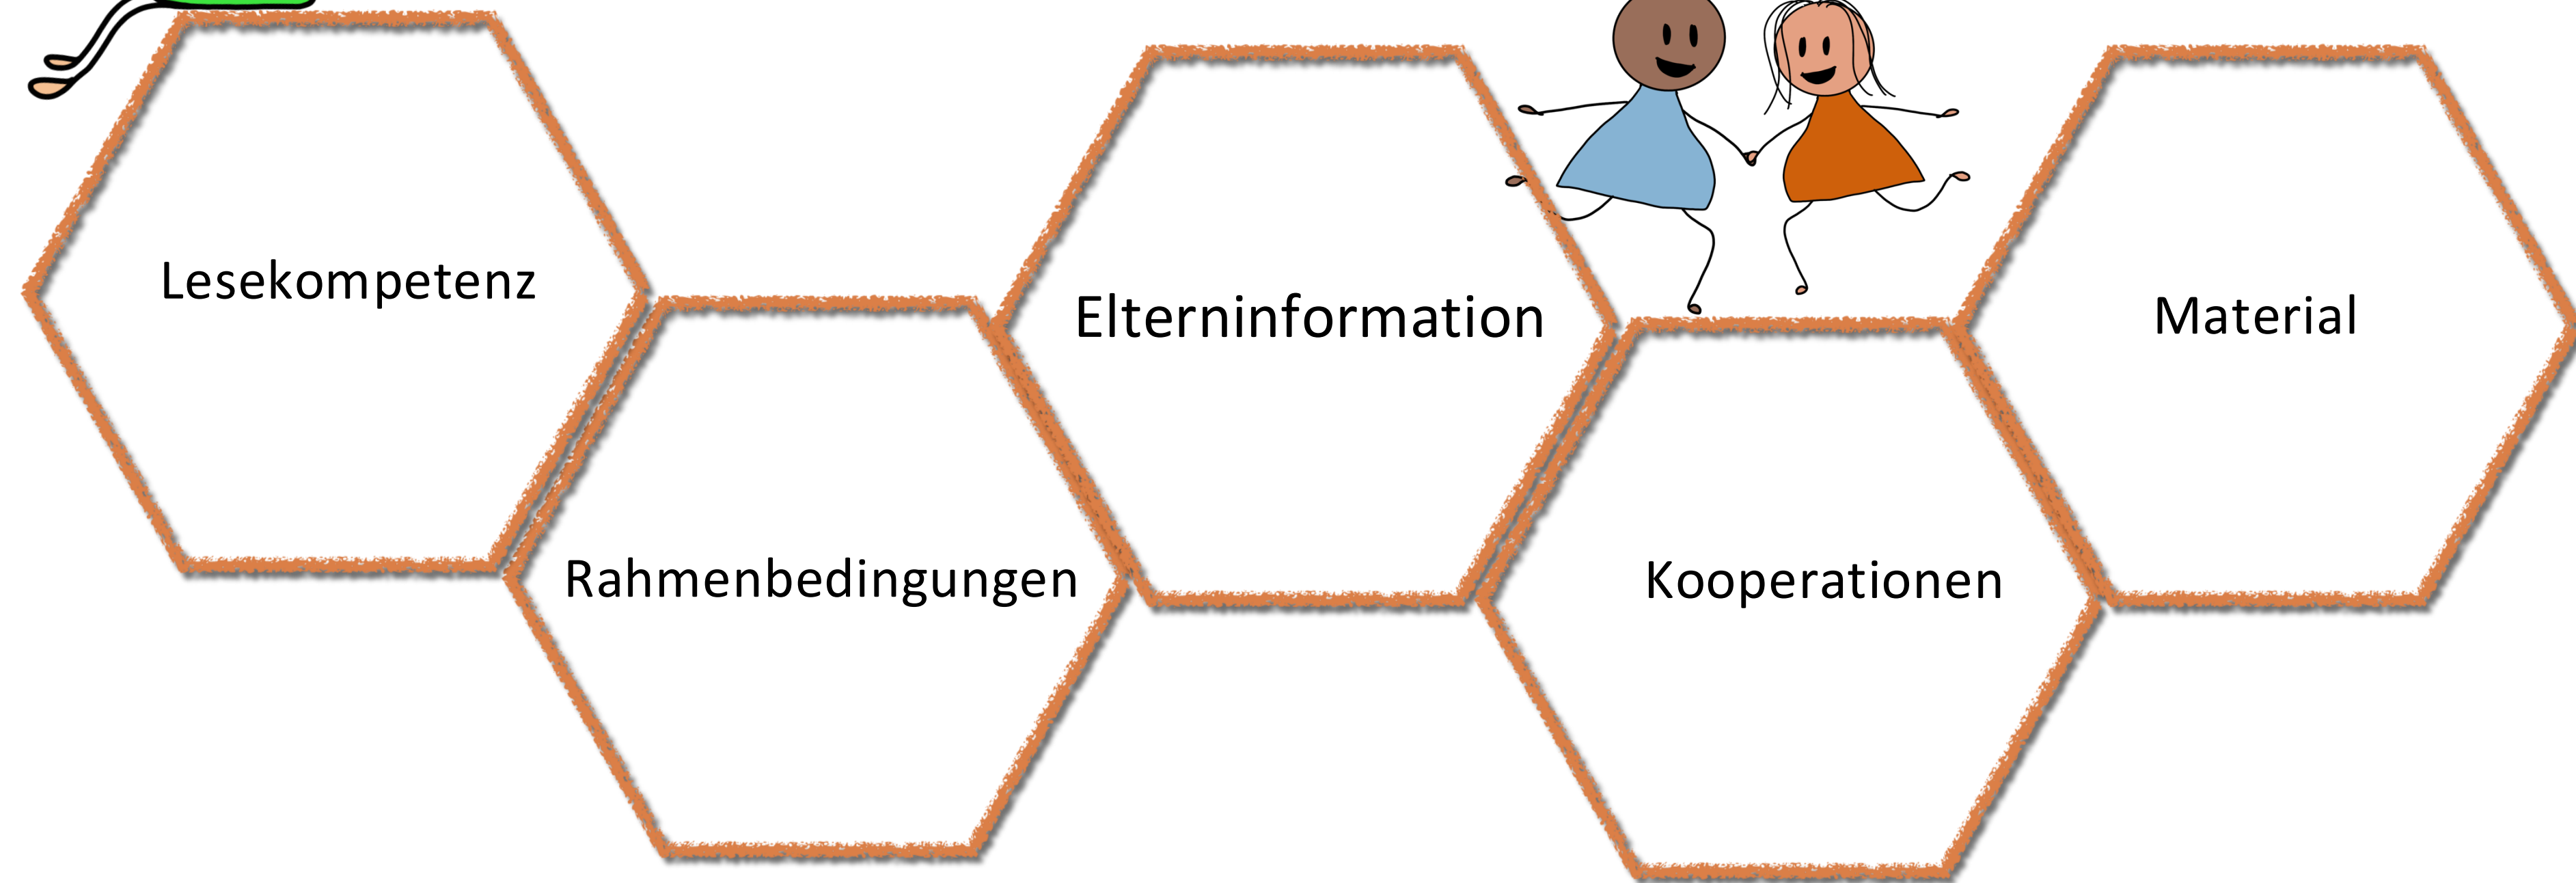 Lesekompetenz
Rahmenbedingungen
Elterninformation
Kooperationen
Material